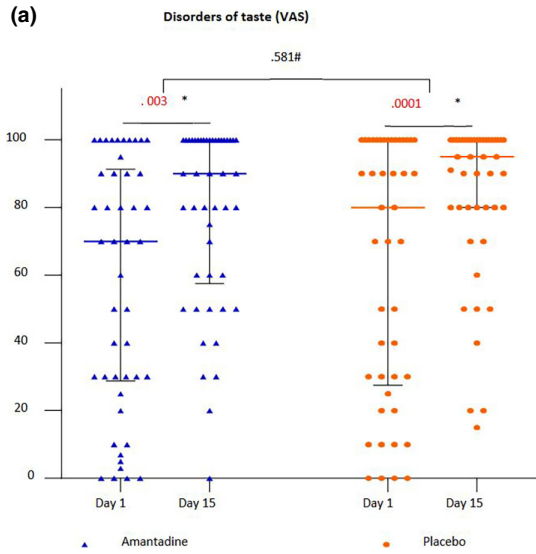 (a)
Disorders of taste (VAS)
.581#
. 003 *
.0001 *
100
80
60
40
20
0
Day 1 Day 15 Day 1 Day 15
Amantadine Placebo